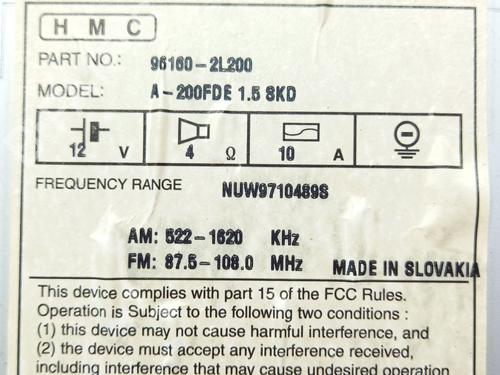 HMC
PART NO.: 96160-2L200
MODEL: A-200FDE 1.5 SKD
12 V 4 Ω 10 A
FREQUENCY RANGE NUW9710489S
AM: 522-1620 KHz
FM: 87.5-108.0 MHz MADE IN SLOVAKIA
This device complies with part 15 of the FCC Rules.
Operation is Subject to the following two conditions :
(1) this device may not cause harmful interference, and
(2) the device must accept any interference received,
including interference that may cause undesired operation